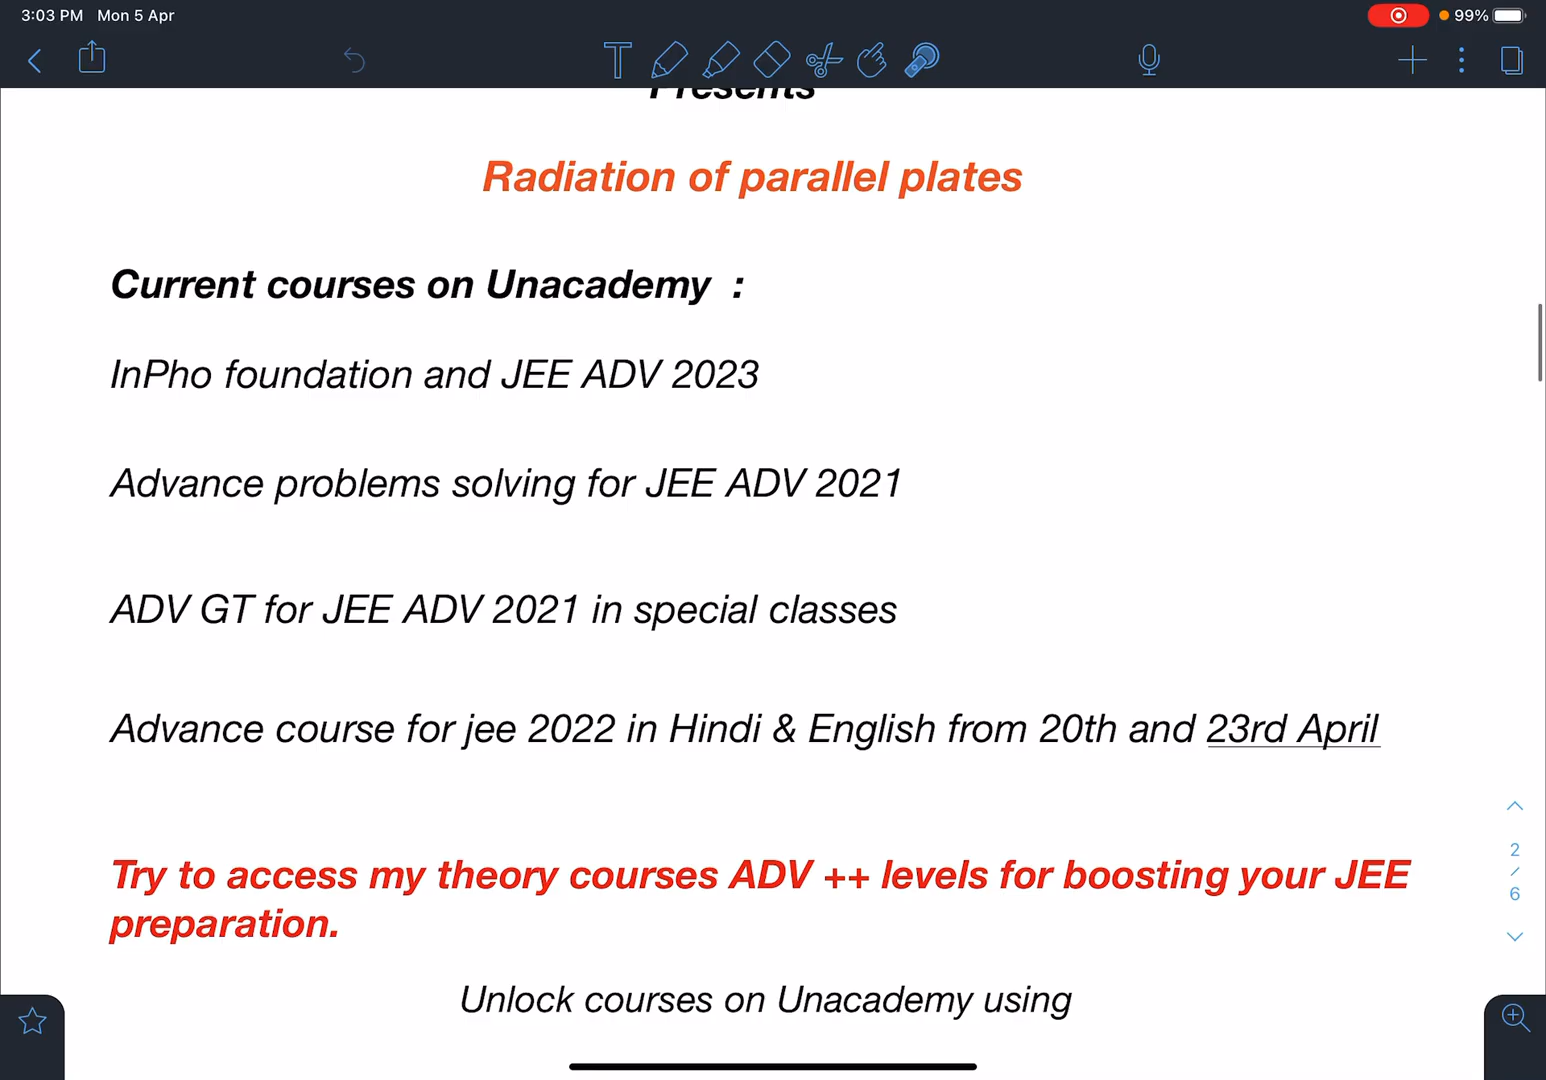 3:03 PM Mon 5 Apr
99%
Presents
Radiation of parallel plates
Current courses on Unacademy :
InPho foundation and JEE ADV 2023
Advance problems solving for JEE ADV 2021
ADV GT for JEE ADV 2021 in special classes
Advance course for jee 2022 in Hindi & English from 20th and 23rd April
Try to access my theory courses ADV ++ levels for boosting your JEE
preparation.
Unlock courses on Unacademy using
2
/
6